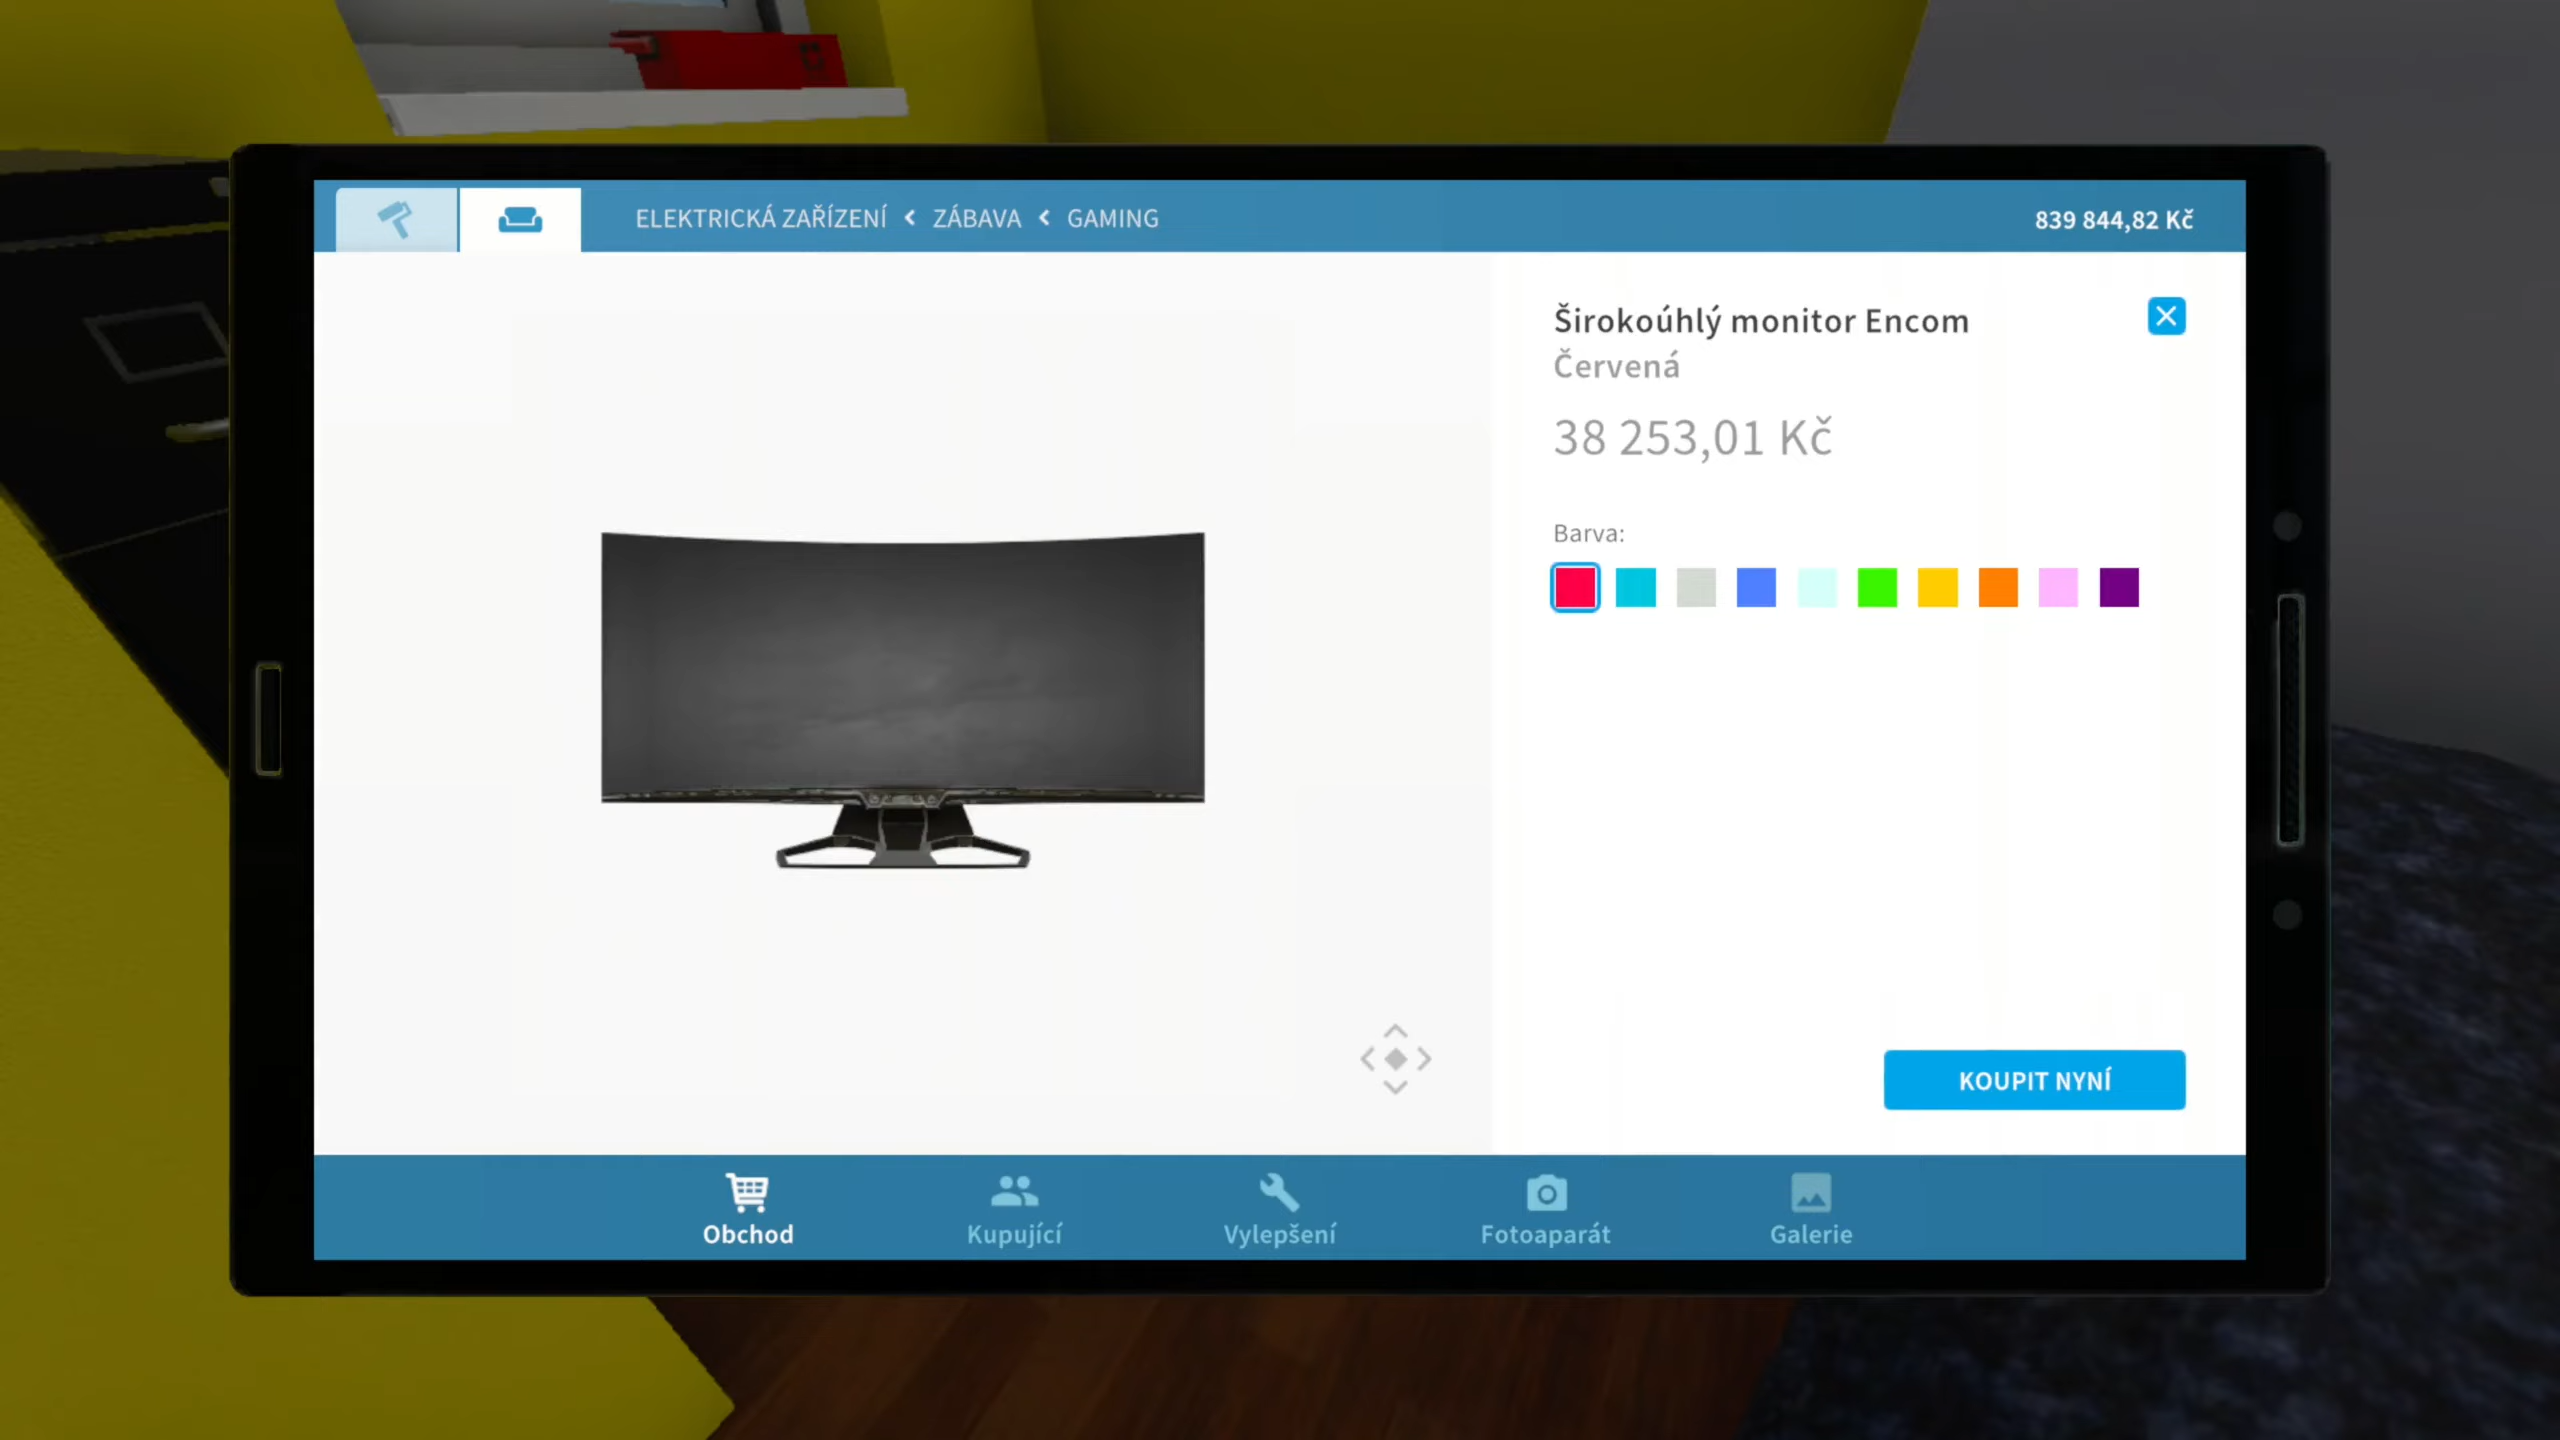 ELEKTRICKÁ ZAŘÍZENÍ ZÁBAVA GAMING
839 844,82 Kč
Širokoúhlý monitor Encom
Červená
38 253,01 Kč
Barva:
KOUPIT NYNÍ
Obchod Kupující Vylepšení Fotoaparát Galerie